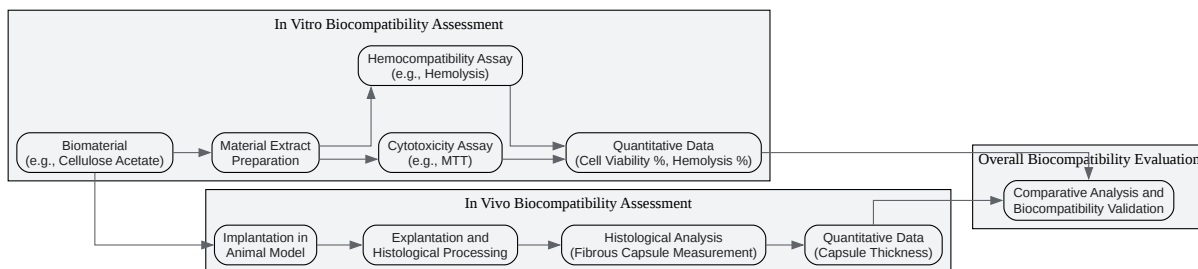 In Vitro Biocompatibility Assessment
Hemocompatibility Assay
(e.g., Hemolysis)
Biomaterial
(e.g., Cellulose Acetate)
Material Extract
Preparation
Cytotoxicity Assay
(e.g., MTT)
Quantitative Data
(Cell Viability %, Hemolysis %)
Overall Biocompatibility Evaluation
Comparative Analysis and
Biocompatibility Validation
In Vivo Biocompatibility Assessment
Implantation in
Animal Model
Explantation and
Histological Processing
Histological Analysis
(Fibrous Capsule Measurement)
Quantitative Data
(Capsule Thickness)